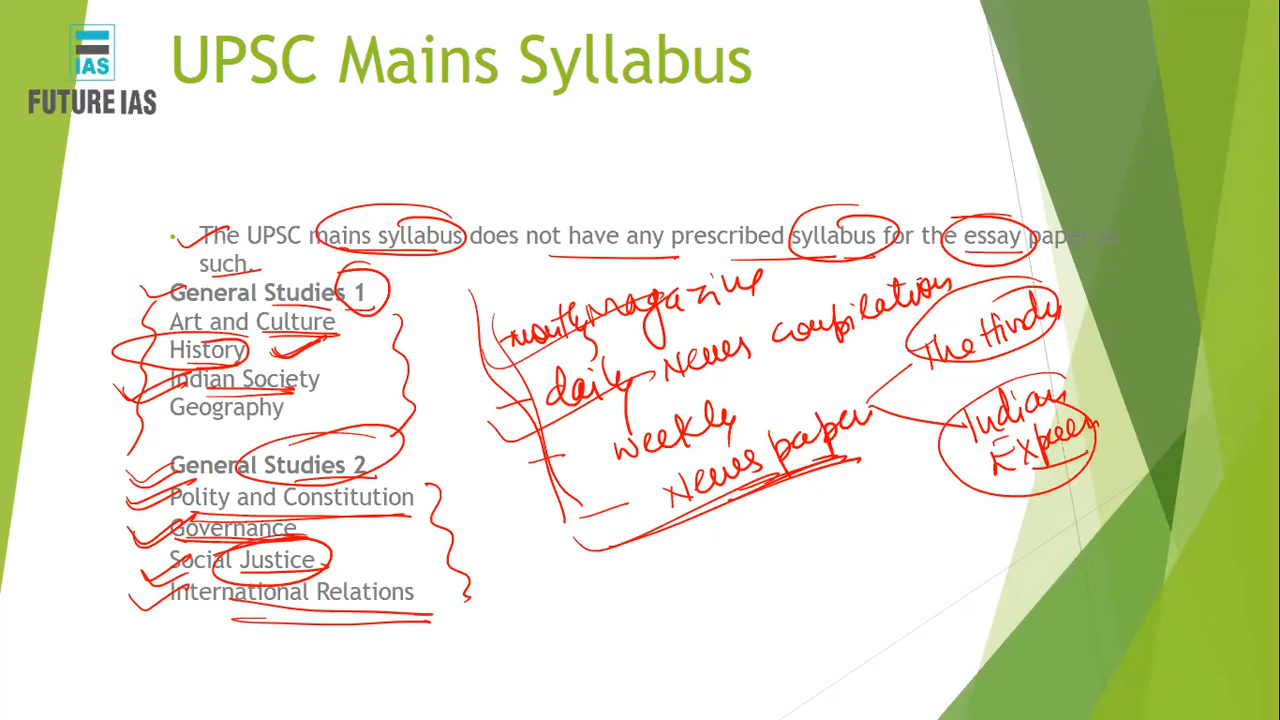 IAS
FUTURE IAS
UPSC Mains Syllabus
• The UPSC mains syllabus does not have any prescribed syllabus for the essay paper as
such.
General Studies 1
Art and Culture
History
Indian Society
Geography
General Studies 2
Polity and Constitution
Governance
Social Justice
International Relations
Magazine
daily News compilation
weekly
News paper
The Hindu
Indian
Express